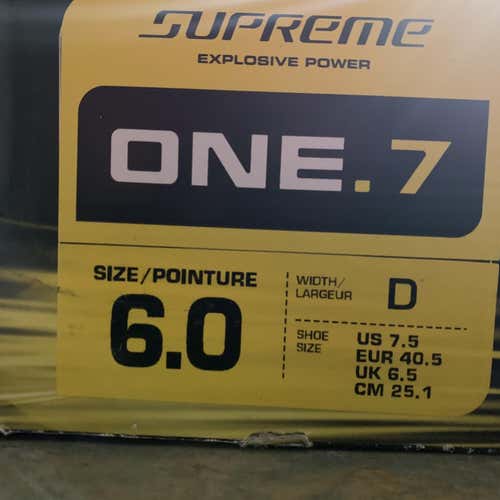 SUPREME
EXPLOSIVE POWER
ONE.7
SIZE/POINTURE
6.0
WIDTH/
LARGEUR
D
SHOE
SIZE
US 7.5
EUR 40.5
UK 6.5
CM 25.1